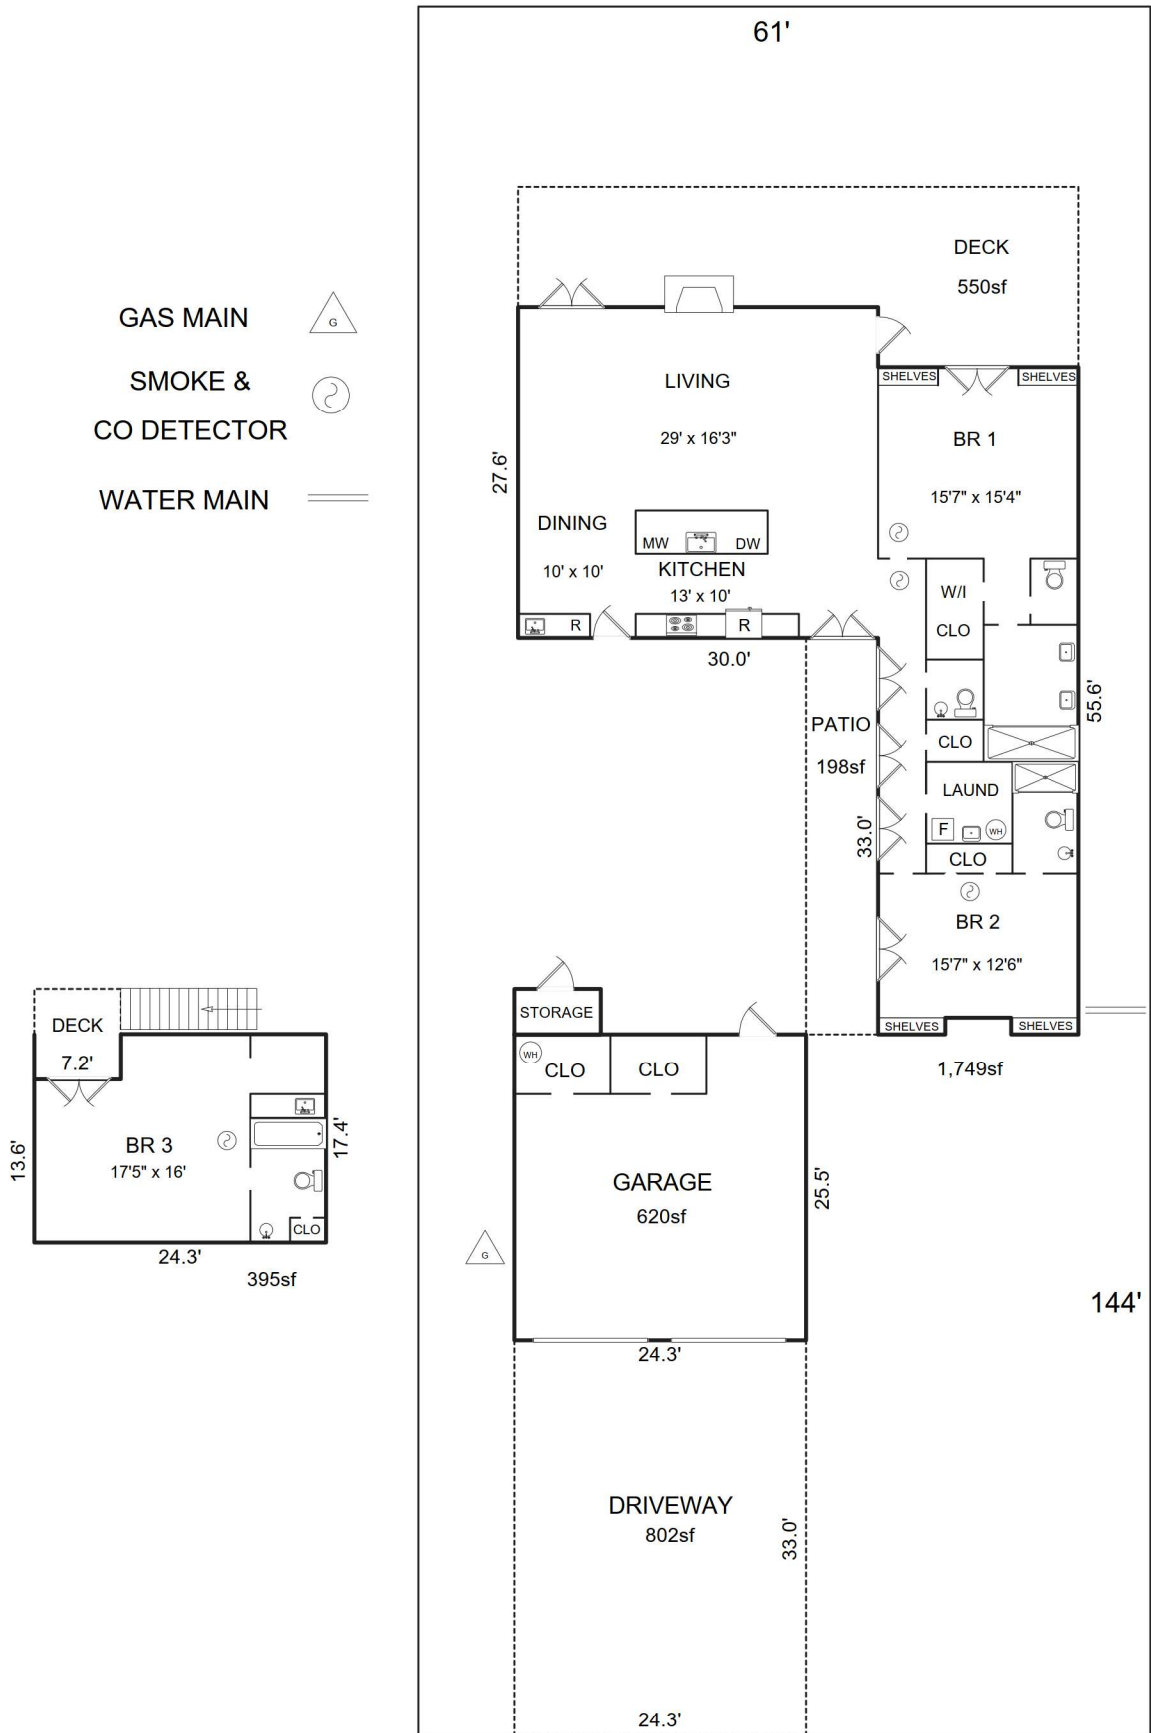 61'
DECK
550sf
GAS MAIN
G
SMOKE &
CO DETECTOR
WATER MAIN
LIVING
29' x 16'3"
27.6'
SHELVES
SHELVES
BR 1
15'7" x 15'4"
DINING
10' x 10'
MW
DW
KITCHEN
13' x 10'
R
R
30.0'
W/I
CLO
55.6'
PATIO
198sf
33.0'
CLO
LAUND
F
WH
CLO
BR 2
15'7" x 12'6"
SHELVES
SHELVES
1,749sf
STORAGE
WH
CLO
CLO
GARAGE
620sf
25.5'
G
24.3'
DECK
7.2'
BR 3
17'5" x 16'
13.6'
17.4'
CLO
24.3'
395sf
144'
DRIVEWAY
802sf
33.0'
24.3'